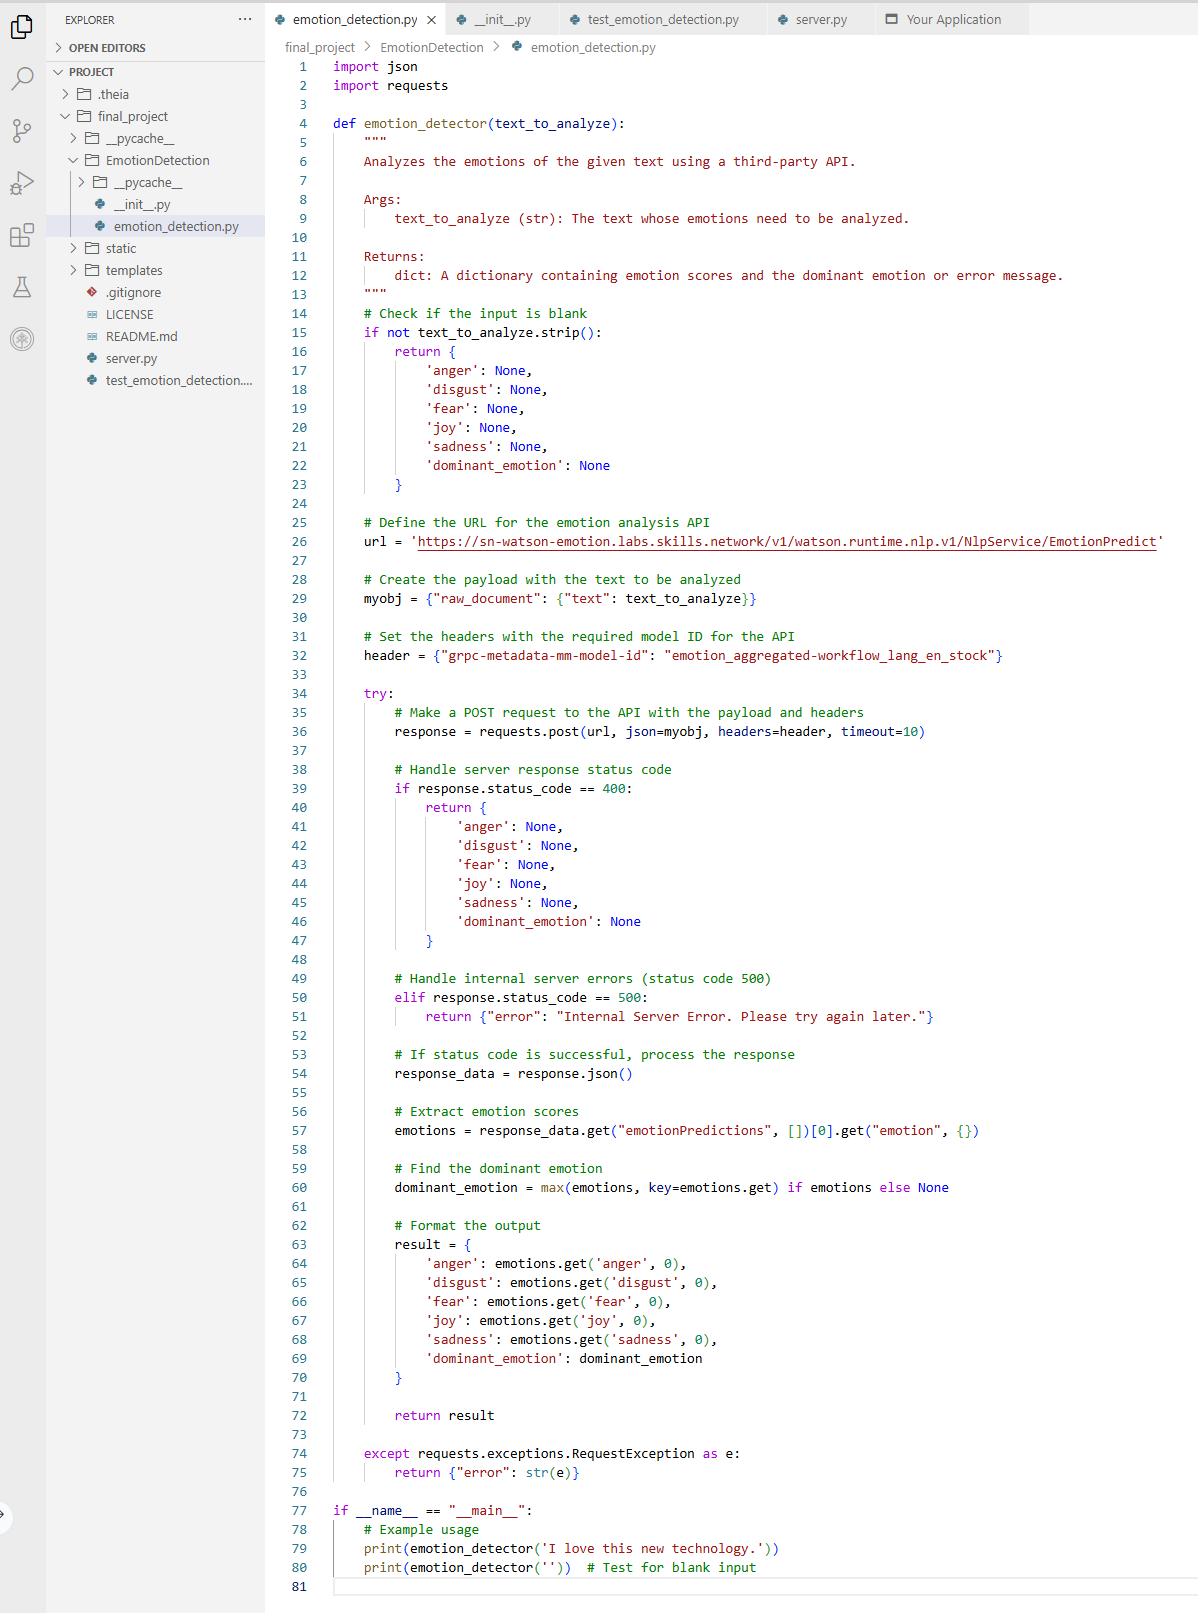 EXPLORER
OPEN EDITORS
PROJECT
.theia
final_project
__pycache__
EmotionDetection
__pycache__
__init__.py
emotion_detection.py
static
templates
.gitignore
LICENSE
README.md
server.py
test_emotion_detection....
emotion_detection.py
__init__.py
test_emotion_detection.py
server.py
Your Application
final_project > EmotionDetection > emotion_detection.py
1 import json
2 import requests
3
4 def emotion_detector(text_to_analyze):
5     """
6     Analyzes the emotions of the given text using a third-party API.
7
8     Args:
9         text_to_analyze (str): The text whose emotions need to be analyzed.
10
11     Returns:
12         dict: A dictionary containing emotion scores and the dominant emotion or error message.
13     """
14     # Check if the input is blank
15     if not text_to_analyze.strip():
16         return {
17             'anger': None,
18             'disgust': None,
19             'fear': None,
20             'joy': None,
21             'sadness': None,
22             'dominant_emotion': None
23         }
24
25     # Define the URL for the emotion analysis API
26     url = 'https://sn-watson-emotion.labs.skills.network/v1/watson.runtime.nlp.v1/NlpService/EmotionPredict'
27
28     # Create the payload with the text to be analyzed
29     myobj = {"raw_document": {"text": text_to_analyze}}
30
31     # Set the headers with the required model ID for the API
32     header = {"grpc-metadata-mm-model-id": "emotion_aggregated-workflow_lang_en_stock"}
33
34     try:
35         # Make a POST request to the API with the payload and headers
36         response = requests.post(url, json=myobj, headers=header, timeout=10)
37
38         # Handle server response status code
39         if response.status_code == 400:
40             return {
41                 'anger': None,
42                 'disgust': None,
43                 'fear': None,
44                 'joy': None,
45                 'sadness': None,
46                 'dominant_emotion': None
47             }
48
49         # Handle internal server errors (status code 500)
50         elif response.status_code == 500:
51             return {"error": "Internal Server Error. Please try again later."}
52
53         # If status code is successful, process the response
54         response_data = response.json()
55
56         # Extract emotion scores
57         emotions = response_data.get("emotionPredictions", [])[0].get("emotion", {})
58
59         # Find the dominant emotion
60         dominant_emotion = max(emotions, key=emotions.get) if emotions else None
61
62         # Format the output
63         result = {
64             'anger': emotions.get('anger', 0),
65             'disgust': emotions.get('disgust', 0),
66             'fear': emotions.get('fear', 0),
67             'joy': emotions.get('joy', 0),
68             'sadness': emotions.get('sadness', 0),
69             'dominant_emotion': dominant_emotion
70         }
71
72         return result
73
74     except requests.exceptions.RequestException as e:
75         return {"error": str(e)}
76
77 if __name__ == "__main__":
78     # Example usage
79     print(emotion_detector('I love this new technology.'))
80     print(emotion_detector(''))  # Test for blank input
81